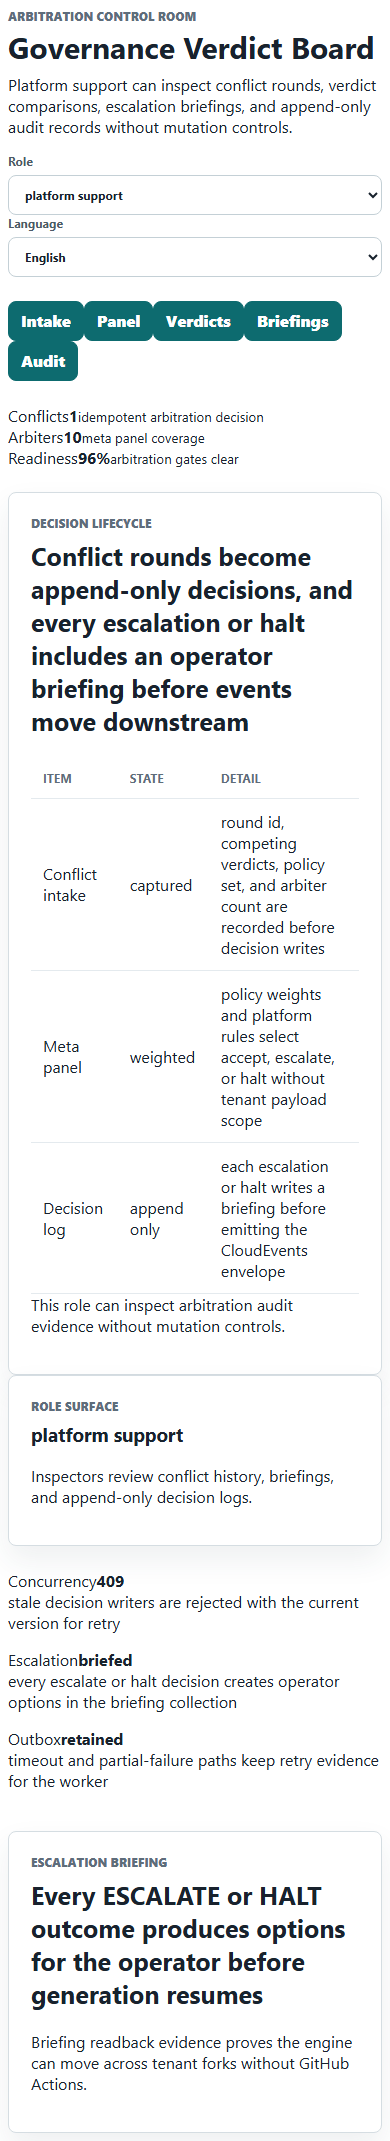 ARBITRATION CONTROL ROOM
Governance Verdict Board
Platform support can inspect conflict rounds, verdict
comparisons, escalation briefings, and append-only
audit records without mutation controls.
Role
platform support
Language
English
Intake
Panel
Verdicts
Briefings
Audit
Conflicts1idempotent arbitration decision
Arbiters10meta panel coverage
Readiness96%arbitration gates clear
DECISION LIFECYCLE
Conflict rounds become
append-only decisions, and
every escalation or halt
includes an operator
briefing before events
move downstream
ITEM STATE DETAIL
Conflict
intake
captured
round id,
competing
verdicts, policy
set, and arbiter
count are
recorded before
decision writes
Meta
panel
weighted
policy weights
and platform
rules select
accept, escalate,
or halt without
tenant payload
scope
Decision
log
append
only
each escalation
or halt writes a
briefing before
emitting the
CloudEvents
envelope
This role can inspect arbitration audit
evidence without mutation controls.
ROLE SURFACE
platform support
Inspectors review conflict history, briefings,
and append-only decision logs.
Concurrency409
stale decision writers are rejected with the current
version for retry
Escalationbriefed
every escalate or halt decision creates operator
options in the briefing collection
Outboxretained
timeout and partial-failure paths keep retry evidence
for the worker
ESCALATION BRIEFING
Every ESCALATE or HALT
outcome produces options
for the operator before
generation resumes
Briefing readback evidence proves the engine
can move across tenant forks without GitHub
Actions.